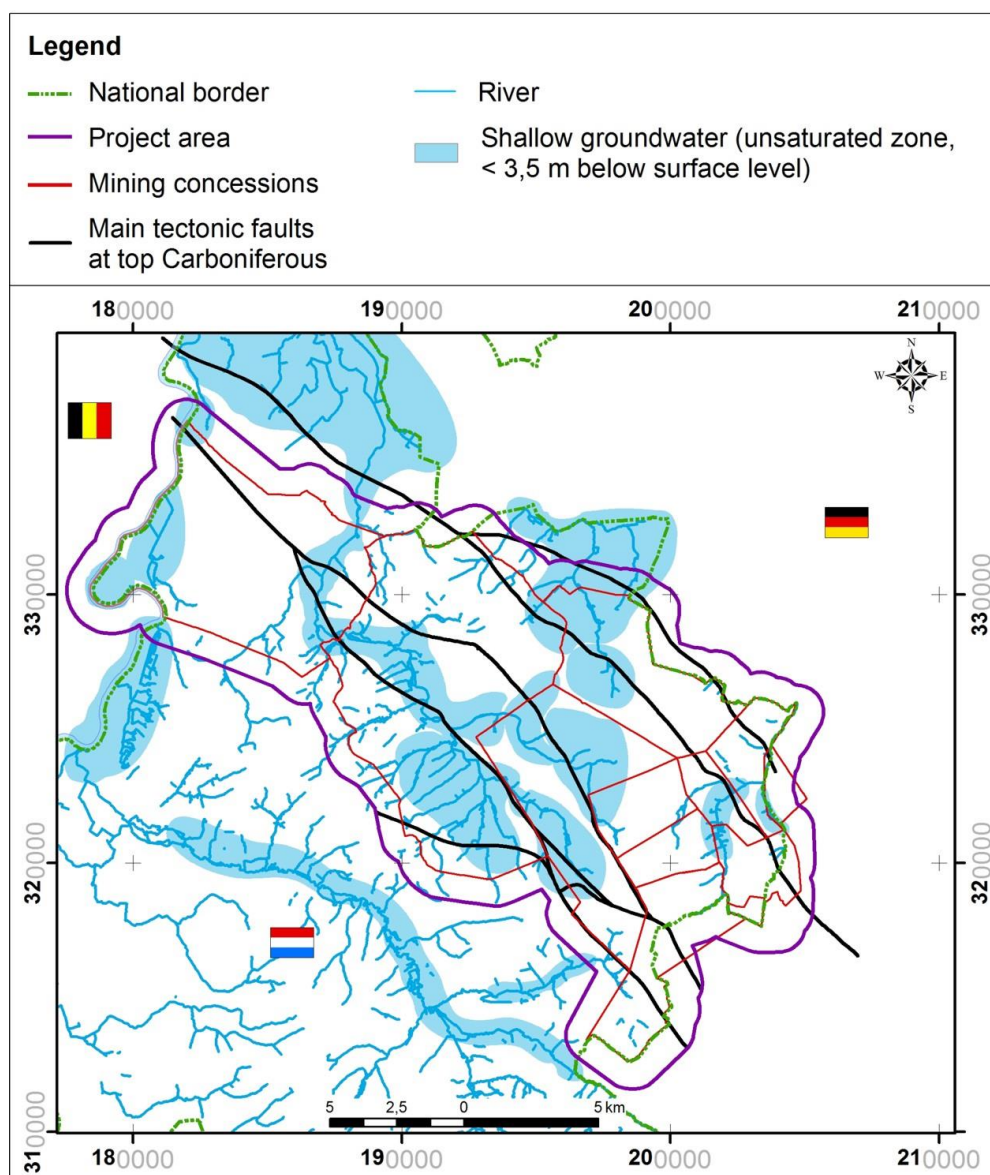 Legend
National border
River
Project area
Shallow groundwater (unsaturated zone,
< 3,5 m below surface level)
Mining concessions
Main tectonic faults
at top Carboniferous
180000 190000 200000 210000
N
W E
S
330000 330000
320000 320000
310000 310000
5 2,5 0 5 km
180000 190000 200000 210000